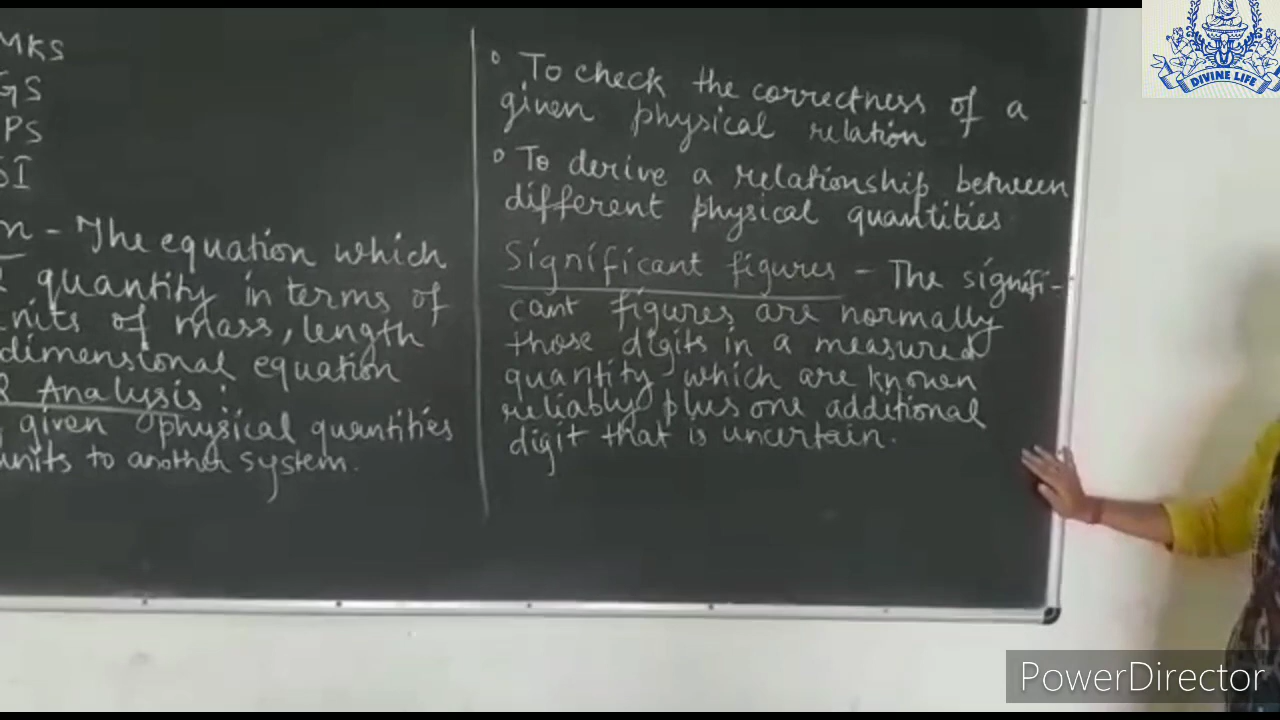 MKS
GS
PS
SI
n - The equation which
quantity in terms of
nits of mass, length
dimensional equation
& Analysis :
given physical quantities
units to another system.
To check the correctness of a
given physical relation
To derive a relationship between
different physical quantities
Significant figures - The signifi-
cant figures are normally
those digits in a measured
quantity which are known
reliably plus one additional
digit that is uncertain.
DIVINE LIFE
PowerDirector